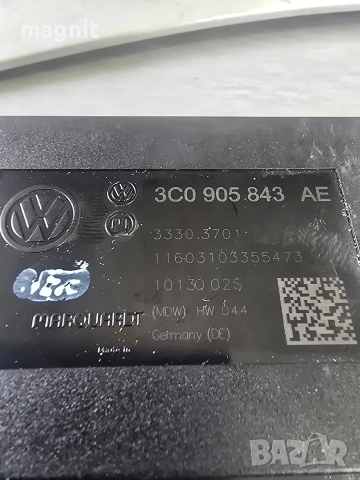 magnit
3C0 905 843 AE
3330.3701
11603103355473
10130 02S
MARQUARDT (MDW) HW 044
Made in Germany (DE)
BAZAR
bg